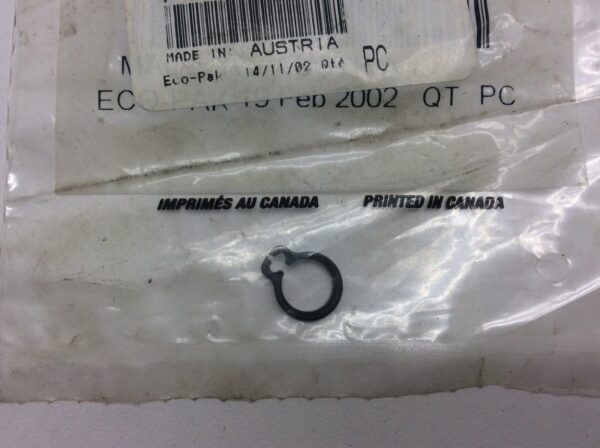 MADE IN: AUSTRIA
Eco-Pak 14/11/02 Qté PC
Feb 2002 QT PC
IMPRIMÉS AU CANADA PRINTED IN CANADA